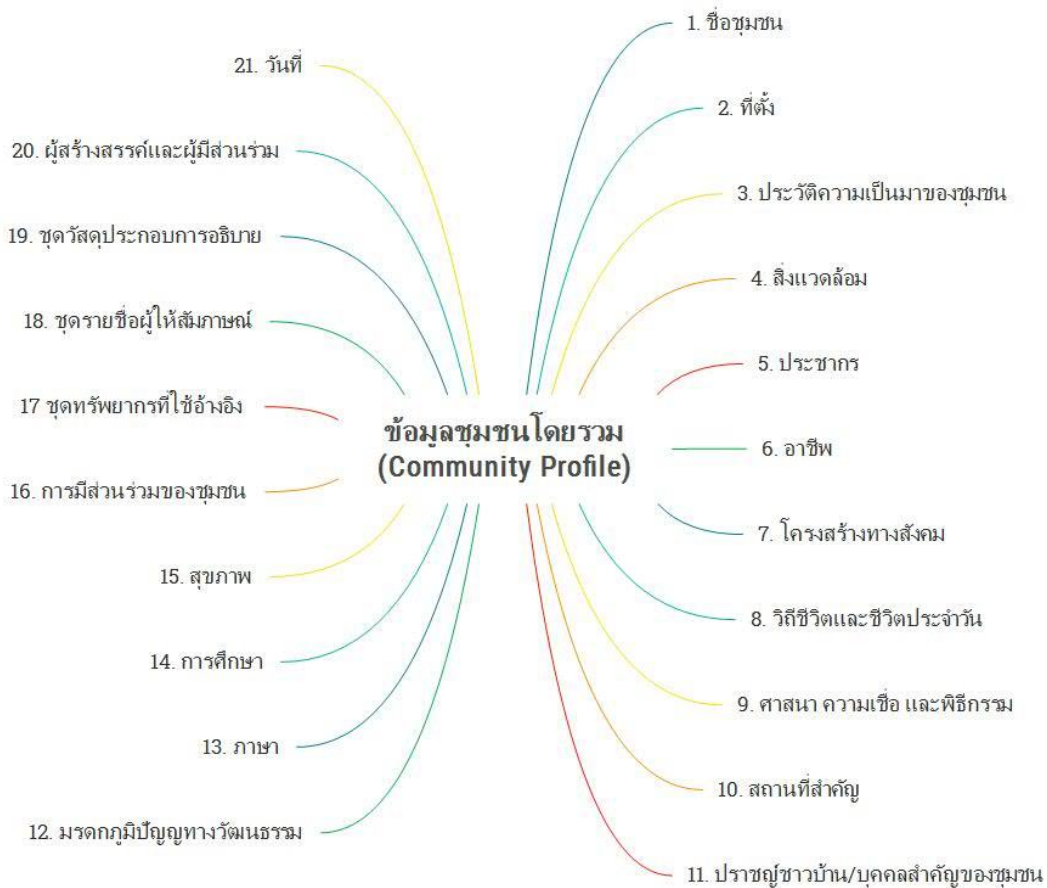 ข้อมูลชุมชนโดยรวม
(Community Profile)
1. ชื่อชุมชน
2. ที่ตั้ง
3. ประวัติความเป็นมาของชุมชน
4. สิ่งแวดล้อม
5. ประชากร
6. อาชีพ
7. โครงสร้างทางสังคม
8. วิถีชีวิตและชีวิตประจำวัน
9. ศาสนา ความเชื่อ และพิธีกรรม
10. สถานที่สำคัญ
11. ปราชญ์ชาวบ้าน/บุคคลสำคัญของชุมชน
12. มรดกภูมิปัญญาทางวัฒนธรรม
13. ภาษา
14. การศึกษา
15. สุขภาพ
16. การมีส่วนร่วมของชุมชน
17 ชุดทรัพยากรที่ใช้อ้างอิง
18. ชุดรายชื่อผู้ให้สัมภาษณ์
19. ชุดวัสดุประกอบการอธิบาย
20. ผู้สร้างสรรค์และผู้มีส่วนร่วม
21. วันที่